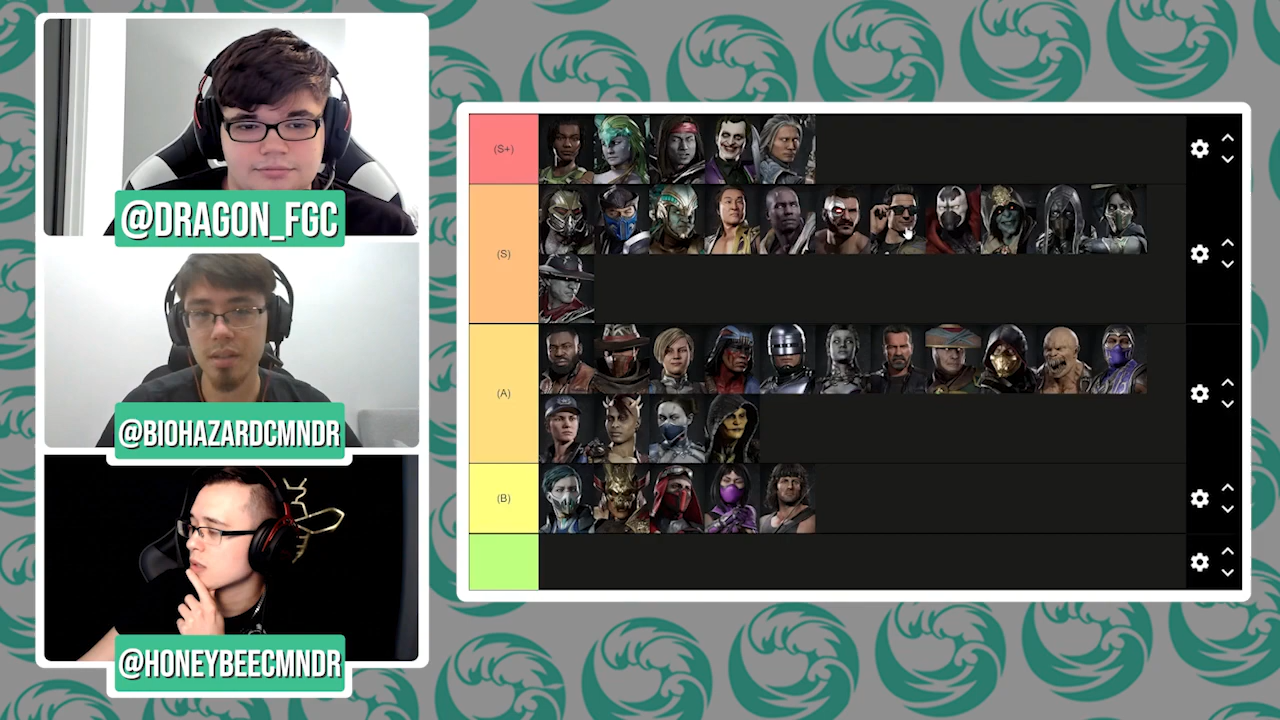 @DRAGON_FGC
@BIOHAZARDCMNDR
@HONEYBEECMNDR
(S+)
(S)
(A)
(B)